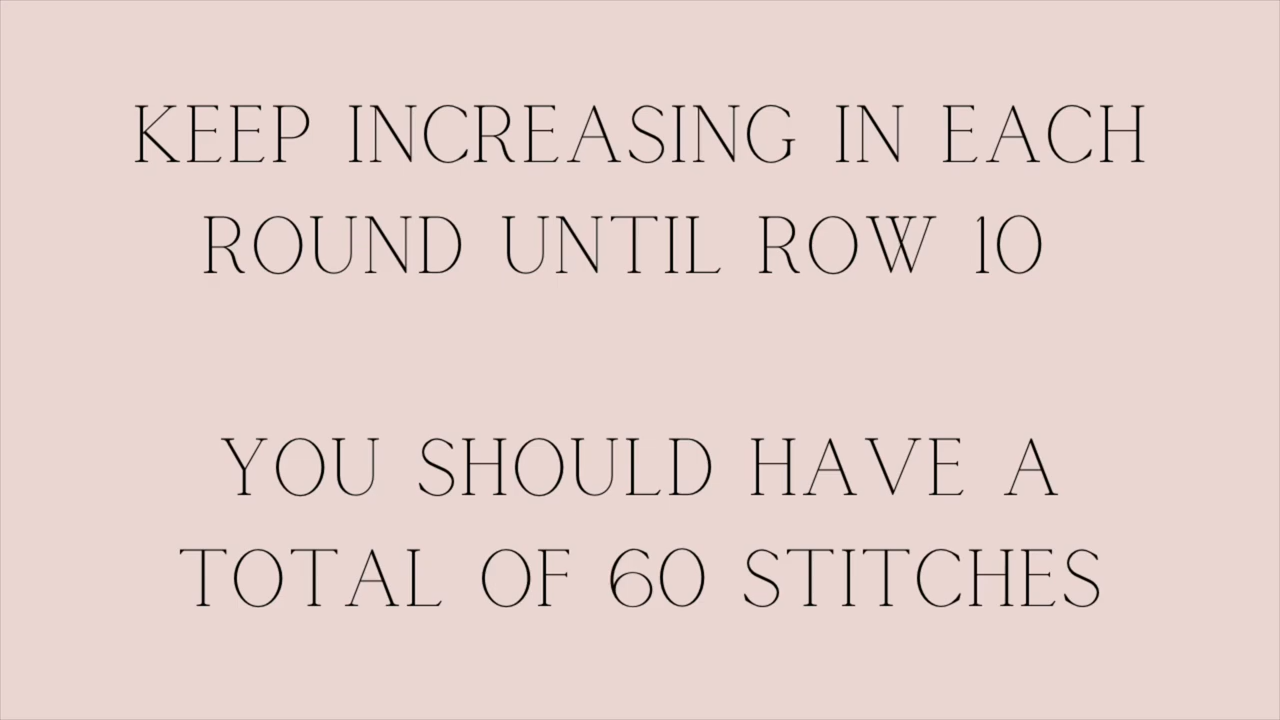 KEEP INCREASING IN EACH
ROUND UNTIL ROW 10
YOU SHOULD HAVE A
TOTAL OF 60 STITCHES